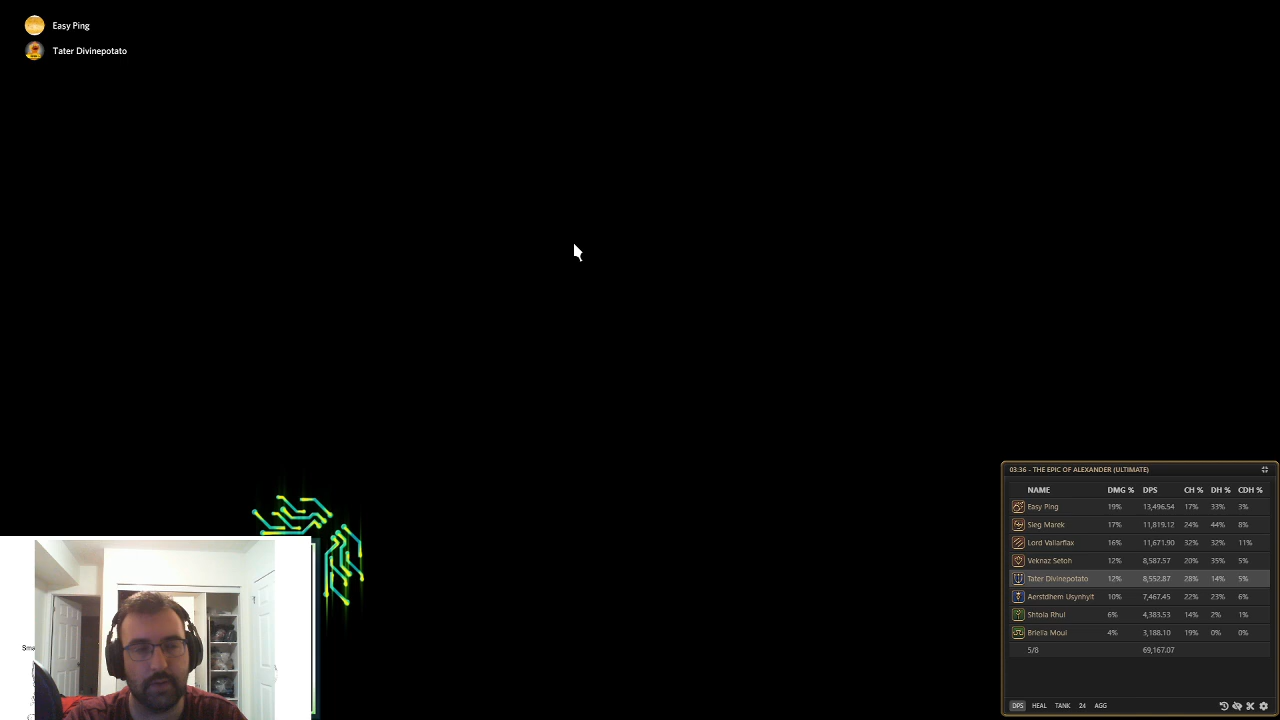 Easy Ping
Tater Divinepotato
03:36 - THE EPIC OF ALEXANDER (ULTIMATE)
NAME DMG % DPS CH % DH % CDH %
Easy Ping 19% 13,496.54 17% 33% 3%
Sieg Marek 17% 11,819.12 24% 44% 8%
Lord Vallarflax 16% 11,671.90 32% 32% 11%
Veknaz Setoh 12% 8,587.57 20% 35% 5%
Tater Divinepotato 12% 8,552.87 28% 14% 5%
Aerstdhem Usynhylt 10% 7,467.45 22% 23% 6%
Shtola Rhul 6% 4,383.53 14% 2% 1%
Briella Moui 4% 3,188.10 19% 0% 0%
5/8 69,167.07
DPS HEAL TANK 24 AGG
Sma